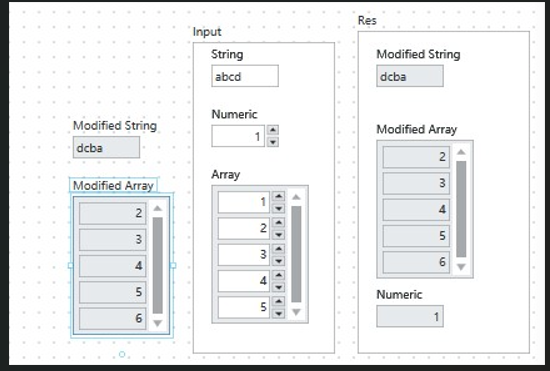 Modified String
dcba
Modified Array
2
3
4
5
6
Input
String
abcd
Numeric
1
Array
1
2
3
4
5
Res
Modified String
dcba
Modified Array
2
3
4
5
6
Numeric
1